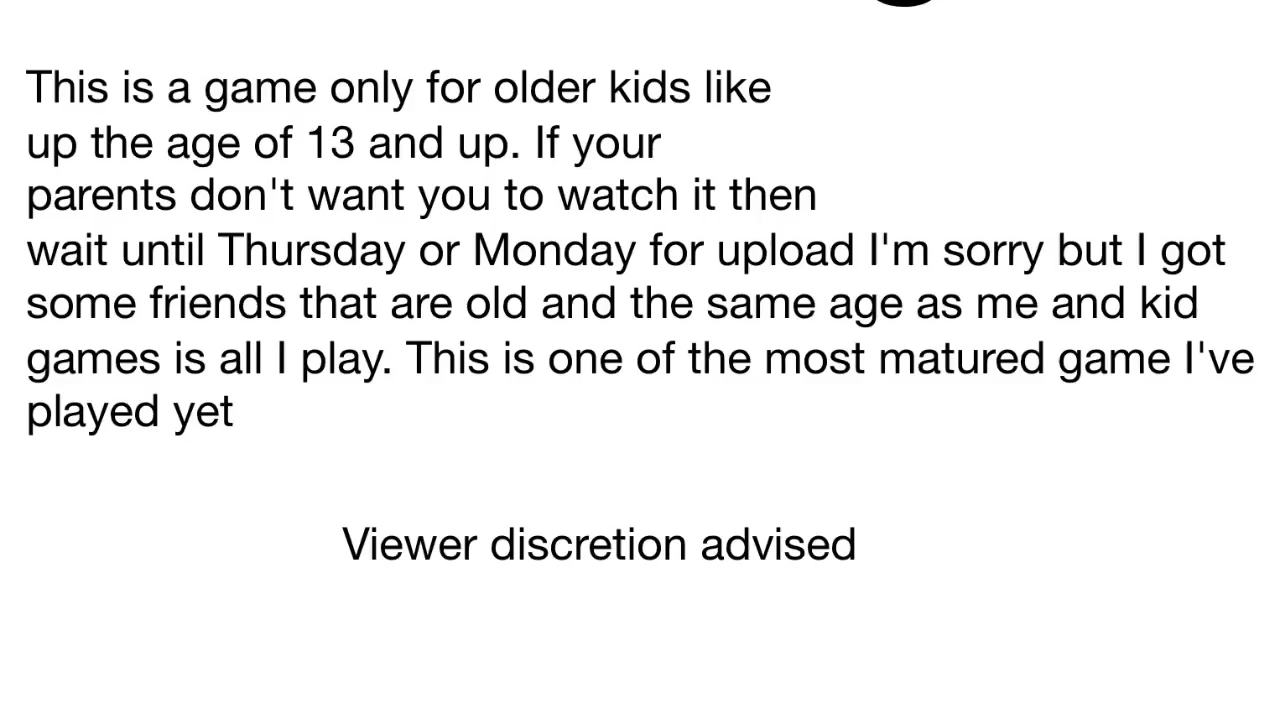 This is a game only for older kids like
up the age of 13 and up. If your
parents don't want you to watch it then
wait until Thursday or Monday for upload I'm sorry but I got
some friends that are old and the same age as me and kid
games is all I play. This is one of the most matured game I've
played yet
Viewer discretion advised